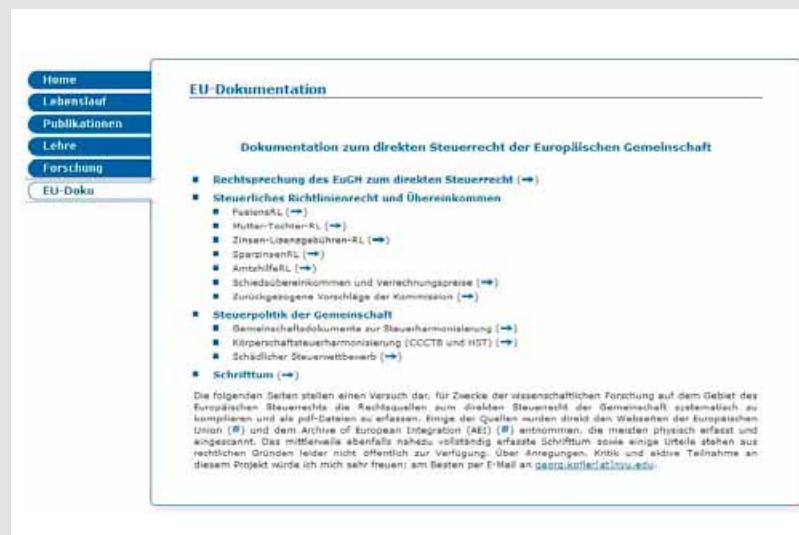 Home
Lebenslauf
Publikationen
Lehre
Forschung
EU-Doku
EU-Dokumentation
Dokumentation zum direkten Steuerrecht der Europäischen Gemeinschaft
Rechtsprechung des EuGH zum direkten Steuerrecht (→)
Steuerliches Richtlinienrecht und Übereinkommen
FusionsRL (→)
Mutter-Tochter-RL (→)
Zinsen-Lizenzgebühren-RL (→)
SparzinsenRL (→)
AmtshilfeRL (→)
Schiedsübereinkommen und Verrechnungspreise (→)
Zurückgezogene Vorschläge der Kommission (→)
Steuerpolitik der Gemeinschaft
Gemeinschaftsdokumente zur Steuerharmonisierung (→)
Körperschaftsteuerharmonisierung (CCCTB und HST) (→)
Schädlicher Steuerwettbewerb (→)
Schrifttum (→)
Die folgenden Seiten stellen einen Versuch dar, für Zwecke der wissenschaftlichen Forschung auf dem Gebiet des
Europäischen Steuerrechts die Rechtsquellen zum direkten Steuerrecht der Gemeinschaft systematisch zu
kompilieren und als pdf-Dateien zu erfassen. Einige der Quellen wurden direkt den Webseiten der Europäischen
Union () und dem Archive of European Integration (AEI) () entnommen, die meisten physisch erfasst und
eingescannt. Das mittlerweile ebenfalls nahezu vollständig erfasste Schrifttum sowie einige Urteile stehen aus
rechtlichen Gründen leider nicht öffentlich zur Verfügung. Über Anregungen, Kritik und aktive Teilnahme an
diesem Projekt würde ich mich sehr freuen: am Besten per E-Mail an georg.kofler[at]nyu.edu.